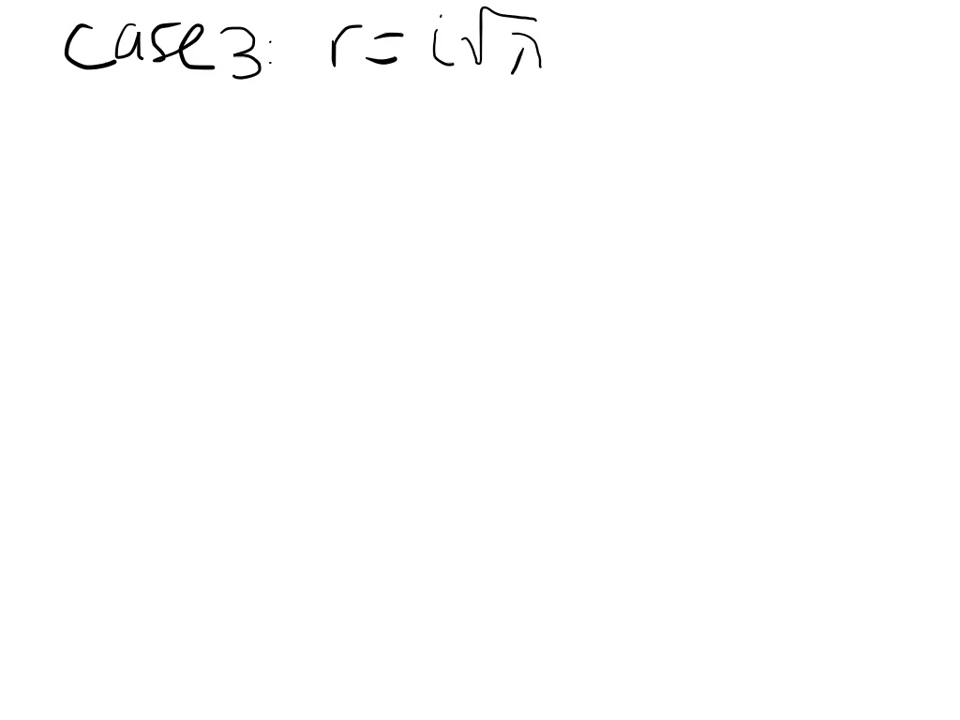 case 3: r = i√λ